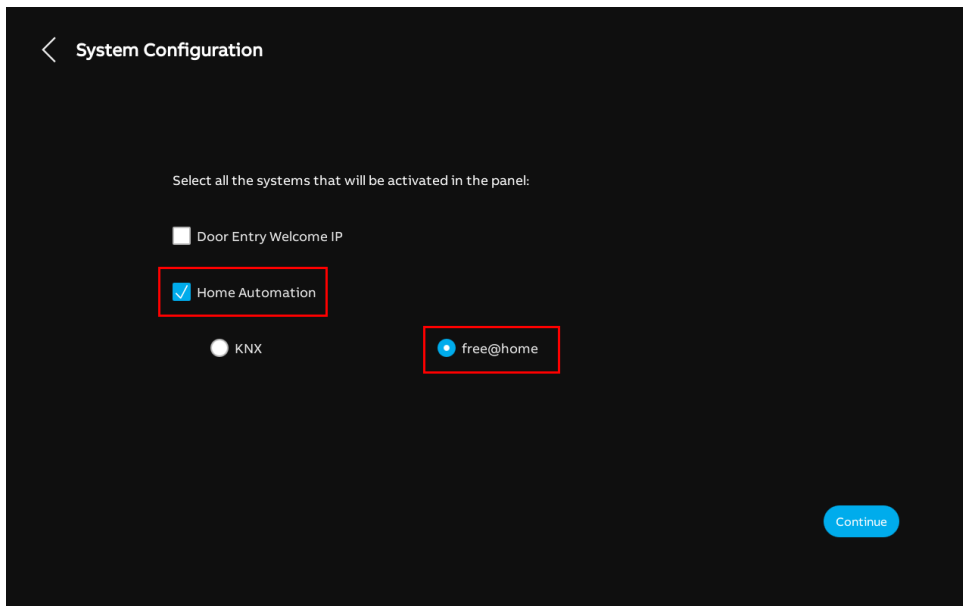 System Configuration
Select all the systems that will be activated in the panel:
Door Entry Welcome IP
Home Automation
KNX
free@home
Continue